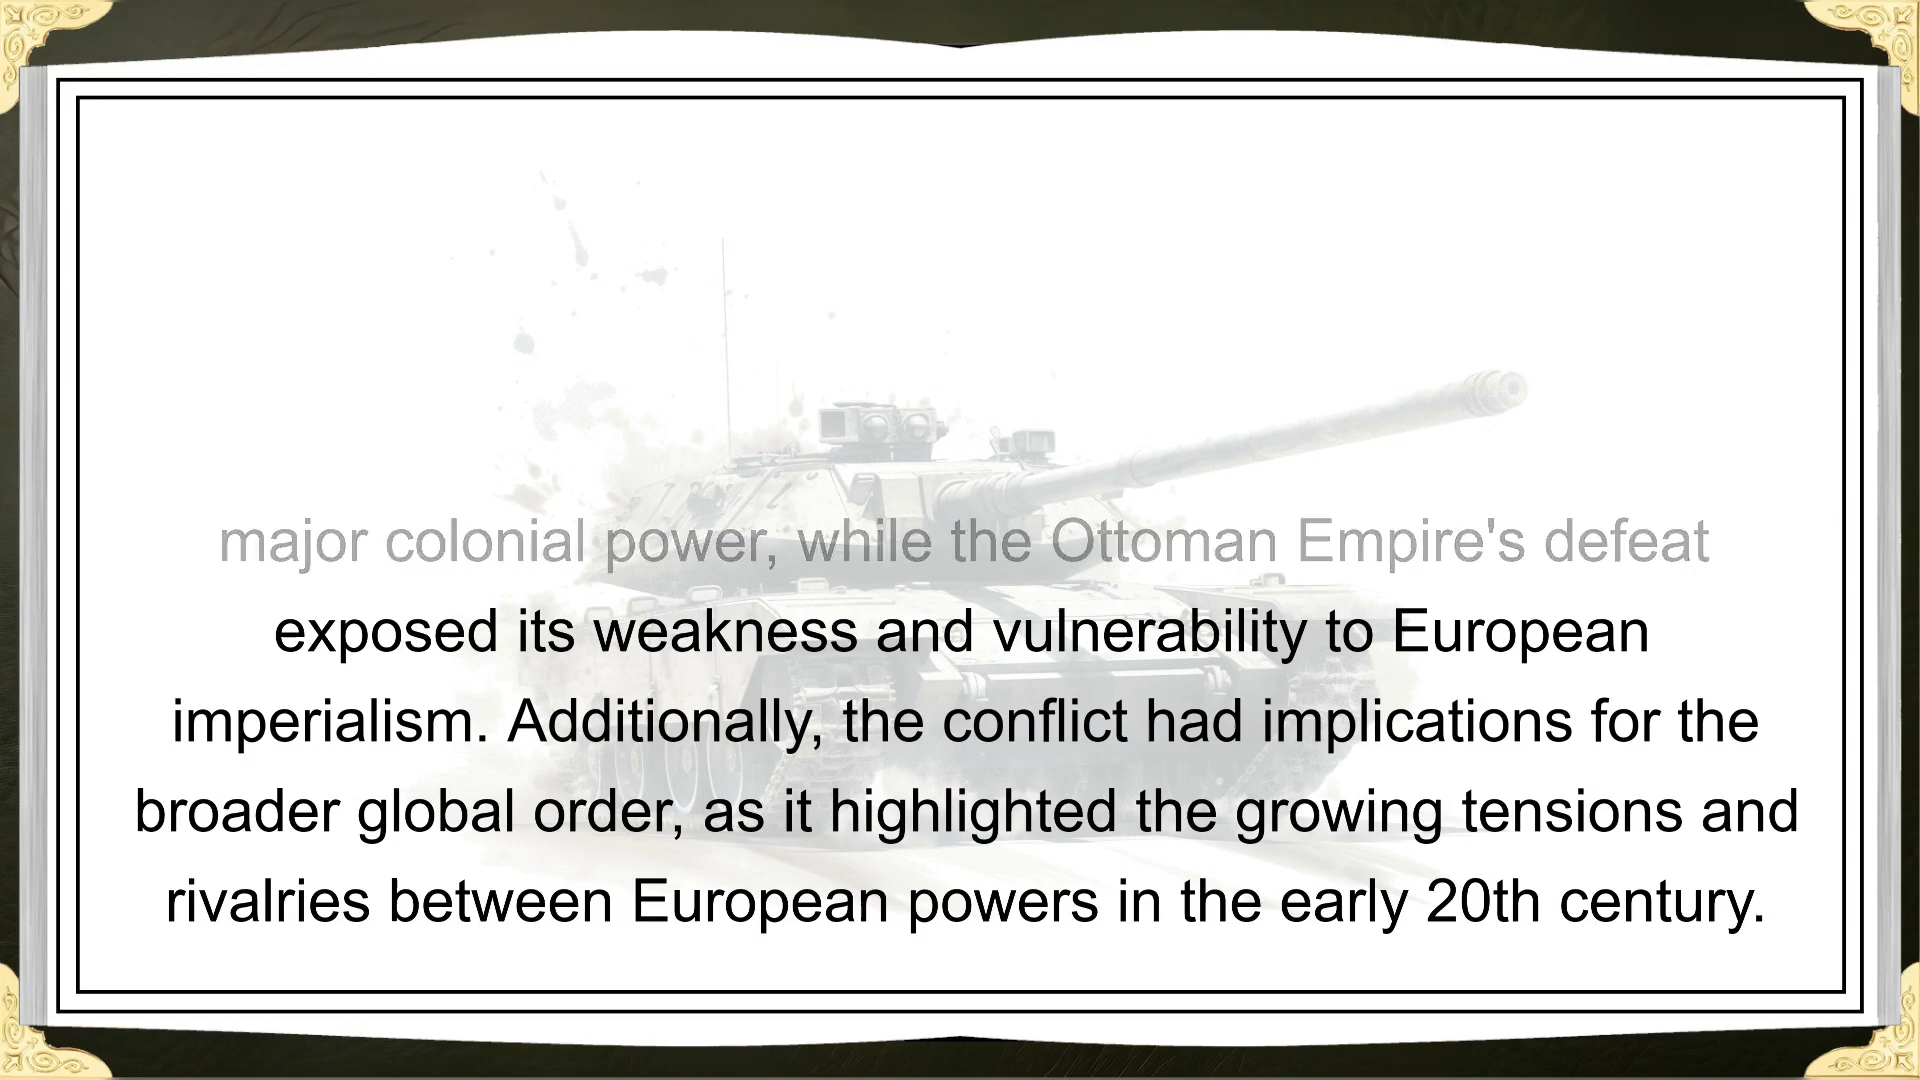 major colonial power, while the Ottoman Empire's defeat
exposed its weakness and vulnerability to European
imperialism. Additionally, the conflict had implications for the
broader global order, as it highlighted the growing tensions and
rivalries between European powers in the early 20th century.